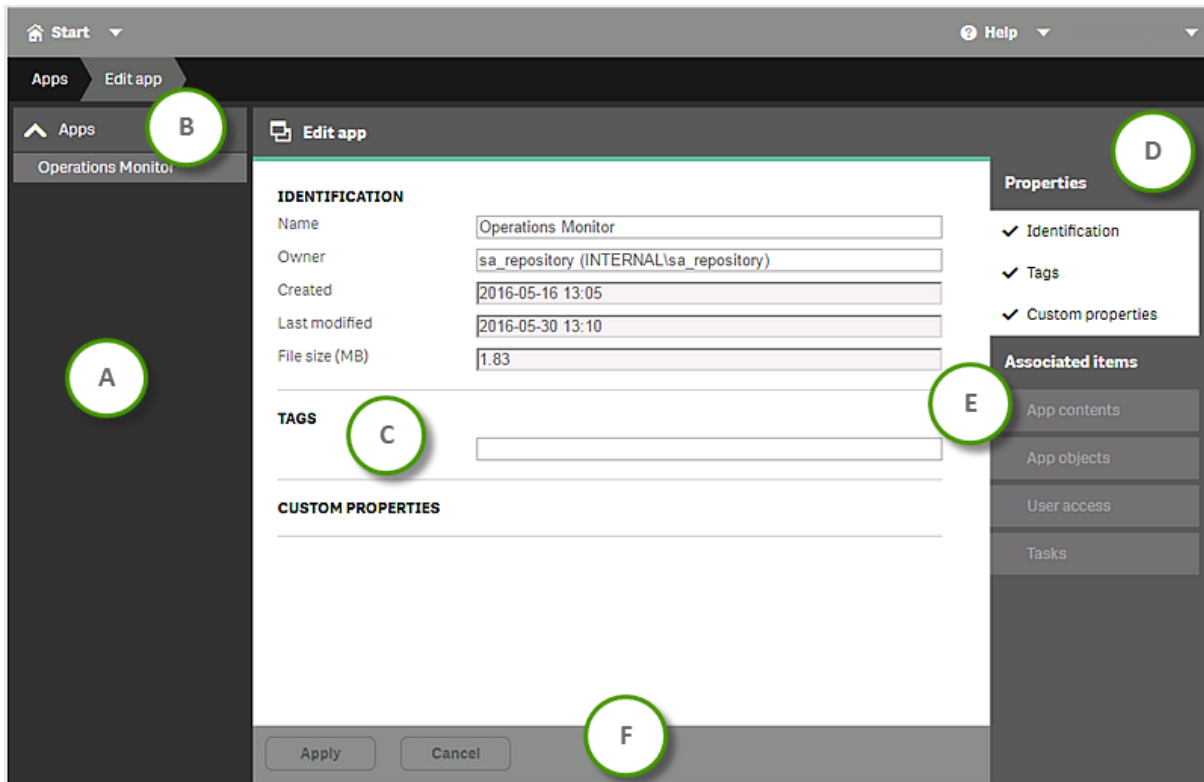 Start
Help
Apps
Edit app
Apps
B
Operations Monitor
A
Edit app
IDENTIFICATION
Name
Operations Monitor
Owner
sa_repository (INTERNAL\sa_repository)
Created
2016-05-16 13:05
Last modified
2016-05-30 13:10
File size (MB)
1.83
TAGS
C
CUSTOM PROPERTIES
D
Properties
Identification
Tags
Custom properties
Associated items
E
App contents
App objects
User access
Tasks
Apply
Cancel
F